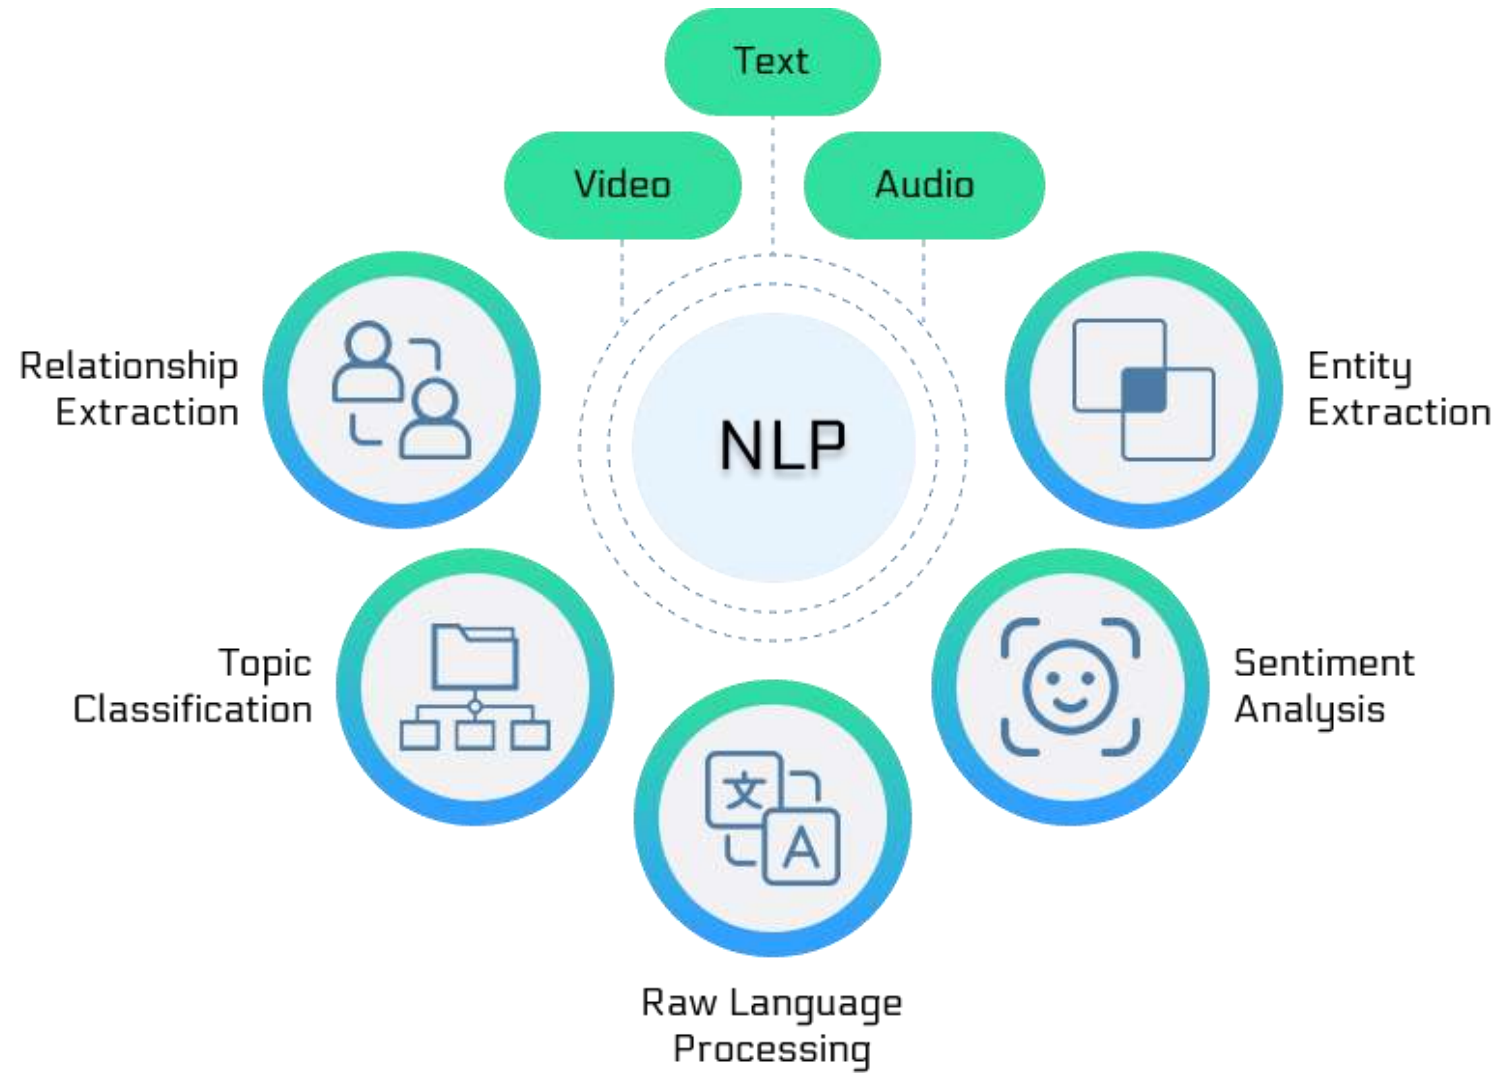 Text
Video
Audio
Relationship
Extraction
NLP
Entity
Extraction
Topic
Classification
Sentiment
Analysis
文
A
Raw Language
Processing